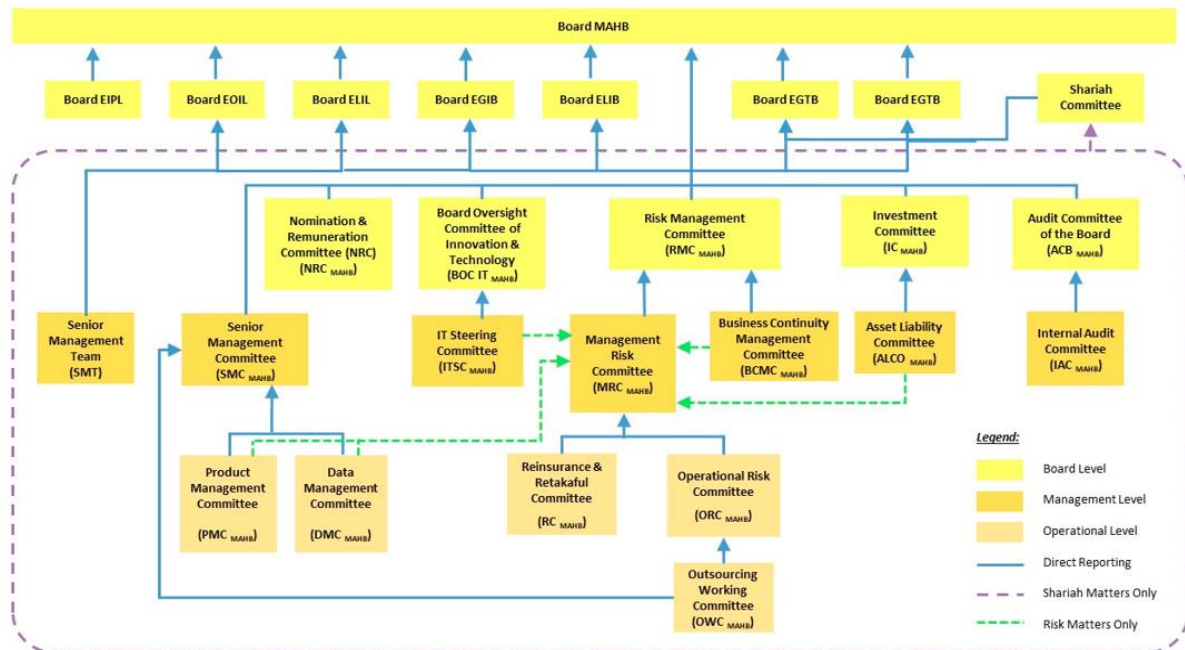 Board MAHB
Board EIPL
Board EOIL
Board ELIL
Board EGIB
Board ELIB
Board EGTB
Board EGTB
Shariah
Committee
Nomination &
Remuneration
Committee (NRC)
(NRC MAHB)
Board Oversight
Committee of
Innovation &
Technology
(BOC IT MAHB)
Risk Management
Committee
(RMC MAHB)
Investment
Committee
(IC MAHB)
Audit Committee
of the Board
(ACB MAHB)
Senior
Management
Team
(SMT)
Senior
Management
Committee
(SMC MAHB)
IT Steering
Committee
(ITSC MAHB)
Management
Risk
Committee
(MRC MAHB)
Business Continuity
Management
Committee
(BCMC MAHB)
Asset Liability
Committee
(ALCO MAHB)
Internal Audit
Committee
(IAC MAHB)
Product
Management
Committee
(PMC MAHB)
Data
Management
Committee
(DMC MAHB)
Reinsurance &
Retakaful
Committee
(RC MAHB)
Operational Risk
Committee
(ORC MAHB)
Outsourcing
Working
Committee
(OWC MAHB)
Legend:
Board Level
Management Level
Operational Level
Direct Reporting
Shariah Matters Only
Risk Matters Only